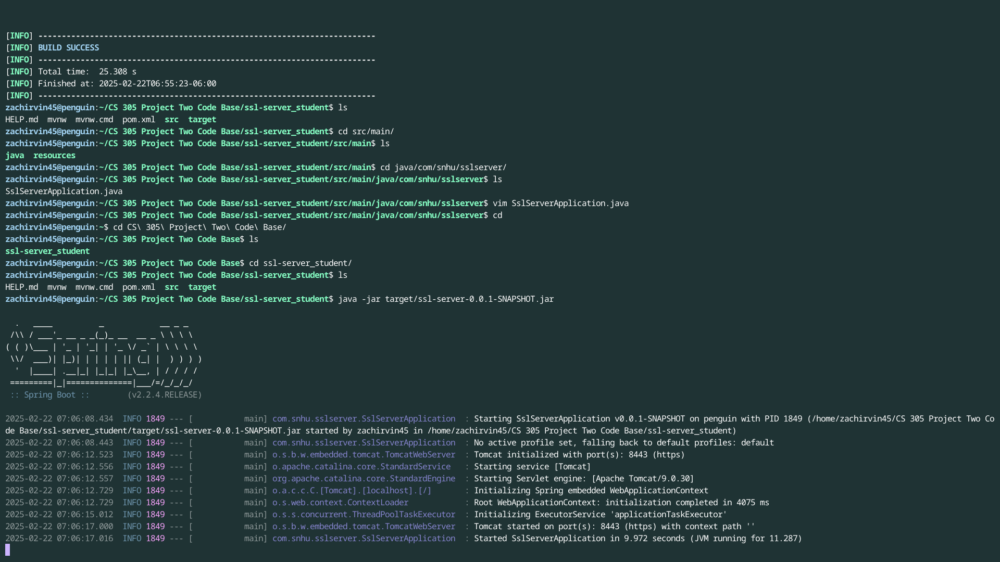 [INFO] ------------------------------------------------------------------------
[INFO] BUILD SUCCESS
[INFO] ------------------------------------------------------------------------
[INFO] Total time:  25.308 s
[INFO] Finished at: 2025-02-22T06:55:23-06:00
[INFO] ------------------------------------------------------------------------
zachirvin45@penguin:~/CS 305 Project Two Code Base/ssl-server_student$ ls
HELP.md  mvnw  mvnw.cmd  pom.xml  src  target
zachirvin45@penguin:~/CS 305 Project Two Code Base/ssl-server_student$ cd src/main/
zachirvin45@penguin:~/CS 305 Project Two Code Base/ssl-server_student/src/main$ ls
java  resources
zachirvin45@penguin:~/CS 305 Project Two Code Base/ssl-server_student/src/main$ cd java/com/snhu/sslserver/
zachirvin45@penguin:~/CS 305 Project Two Code Base/ssl-server_student/src/main/java/com/snhu/sslserver$ ls
SslServerApplication.java
zachirvin45@penguin:~/CS 305 Project Two Code Base/ssl-server_student/src/main/java/com/snhu/sslserver$ vim SslServerApplication.java
zachirvin45@penguin:~/CS 305 Project Two Code Base/ssl-server_student/src/main/java/com/snhu/sslserver$ cd
zachirvin45@penguin:~$ cd CS\ 305\ Project\ Two\ Code\ Base/
zachirvin45@penguin:~/CS 305 Project Two Code Base$ ls
ssl-server_student
zachirvin45@penguin:~/CS 305 Project Two Code Base$ cd ssl-server_student/
zachirvin45@penguin:~/CS 305 Project Two Code Base/ssl-server_student$ ls
HELP.md  mvnw  mvnw.cmd  pom.xml  src  target
zachirvin45@penguin:~/CS 305 Project Two Code Base/ssl-server_student$ java -jar target/ssl-server-0.0.1-SNAPSHOT.jar

  .   ____          _            __ _ _
 /\\ / ___'_ __ _ _(_)_ __  __ _ \ \ \ \
( ( )\___ | '_ | '_| | '_ \/ _` | \ \ \ \
 \\/  ___)| |_)| | | | | || (_| |  ) ) ) )
  '  |____| .__|_| |_|_| |_\__, | / / / /
 =========|_|==============|___/=/_/_/_/
 :: Spring Boot ::        (v2.2.4.RELEASE)

2025-02-22 07:06:08.434  INFO 1849 --- [           main] com.snhu.sslserver.SslServerApplication  : Starting SslServerApplication v0.0.1-SNAPSHOT on penguin with PID 1849 (/home/zachirvin45/CS 305 Project Two Co
de Base/ssl-server_student/target/ssl-server-0.0.1-SNAPSHOT.jar started by zachirvin45 in /home/zachirvin45/CS 305 Project Two Code Base/ssl-server_student)
2025-02-22 07:06:08.443  INFO 1849 --- [           main] com.snhu.sslserver.SslServerApplication  : No active profile set, falling back to default profiles: default
2025-02-22 07:06:12.523  INFO 1849 --- [           main] o.s.b.w.embedded.tomcat.TomcatWebServer  : Tomcat initialized with port(s): 8443 (https)
2025-02-22 07:06:12.556  INFO 1849 --- [           main] o.apache.catalina.core.StandardService   : Starting service [Tomcat]
2025-02-22 07:06:12.557  INFO 1849 --- [           main] org.apache.catalina.core.StandardEngine  : Starting Servlet engine: [Apache Tomcat/9.0.30]
2025-02-22 07:06:12.729  INFO 1849 --- [           main] o.a.c.c.C.[Tomcat].[localhost].[/]       : Initializing Spring embedded WebApplicationContext
2025-02-22 07:06:12.729  INFO 1849 --- [           main] o.s.web.context.ContextLoader            : Root WebApplicationContext: initialization completed in 4075 ms
2025-02-22 07:06:15.012  INFO 1849 --- [           main] o.s.s.concurrent.ThreadPoolTaskExecutor  : Initializing ExecutorService 'applicationTaskExecutor'
2025-02-22 07:06:17.000  INFO 1849 --- [           main] o.s.b.w.embedded.tomcat.TomcatWebServer  : Tomcat started on port(s): 8443 (https) with context path ''
2025-02-22 07:06:17.016  INFO 1849 --- [           main] com.snhu.sslserver.SslServerApplication  : Started SslServerApplication in 9.972 seconds (JVM running for 11.287)